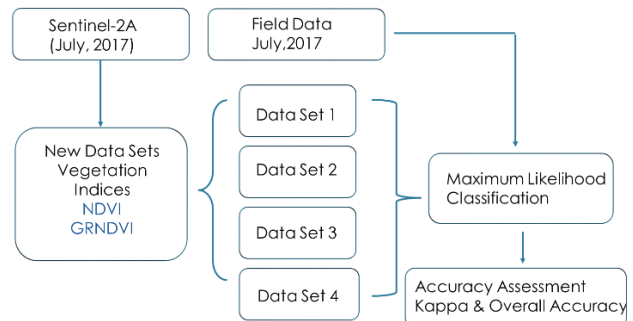 Sentinel-2A
(July, 2017)
Field Data
July,2017
New Data Sets
Vegetation
Indices
NDVI
GRNDVI
Data Set 1
Data Set 2
Data Set 3
Data Set 4
Maximum Likelihood
Classification
Accuracy Assessment
Kappa & Overall Accuracy